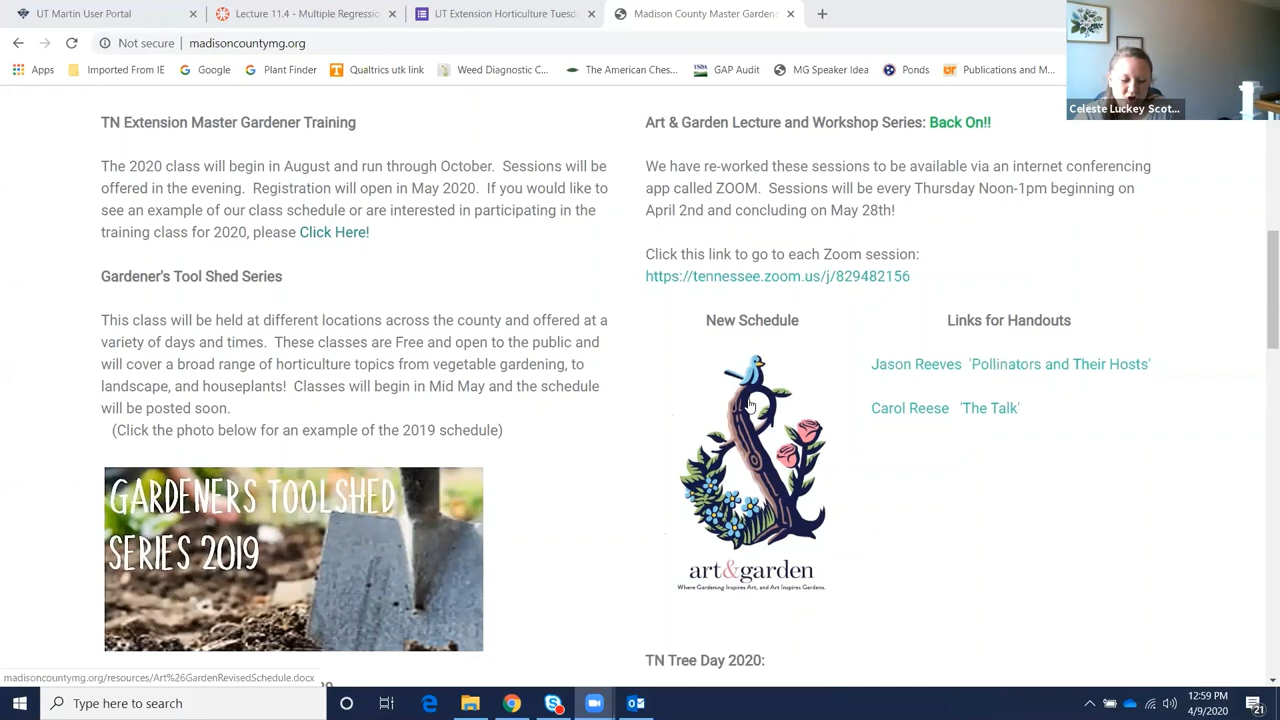 UT Martin User Portal
Lecture 11.4 - Multiple Regressi
UT Extension Horticulture Tuesd
Madison County Master Gardene
Not secure | madisoncountymg.org
Apps
Imported From IE
Google
Plant Finder
Qualtrics utk link
Weed Diagnostic C...
The American Ches...
GAP Audit
MG Speaker Idea
Ponds
Publications and M...
Celeste Luckey Scot...
TN Extension Master Gardener Training
The 2020 class will begin in August and run through October. Sessions will be
offered in the evening. Registration will open in May 2020. If you would like to
see an example of our class schedule or are interested in participating in the
training class for 2020, please Click Here!
Gardener's Tool Shed Series
This class will be held at different locations across the county and offered at a
variety of days and times. These classes are Free and open to the public and
will cover a broad range of horticulture topics from vegetable gardening, to
landscape, and houseplants! Classes will begin in Mid May and the schedule
will be posted soon.
(Click the photo below for an example of the 2019 schedule)
GARDENERS TOOLSHED
SERIES 2019
Art & Garden Lecture and Workshop Series: Back On!!
We have re-worked these sessions to be available via an internet conferencing
app called ZOOM. Sessions will be every Thursday Noon-1pm beginning on
April 2nd and concluding on May 28th!
Click this link to go to each Zoom session:
https://tennessee.zoom.us/j/829482156
New Schedule
Links for Handouts
Jason Reeves 'Pollinators and Their Hosts'
Carol Reese 'The Talk'
art&garden
Where Gardening Inspires Art, and Art Inspires Gardens.
TN Tree Day 2020:
madisoncountymg.org/resources/Art%26GardenRevisedSchedule.docx
Type here to search
12:59 PM
4/9/2020
21